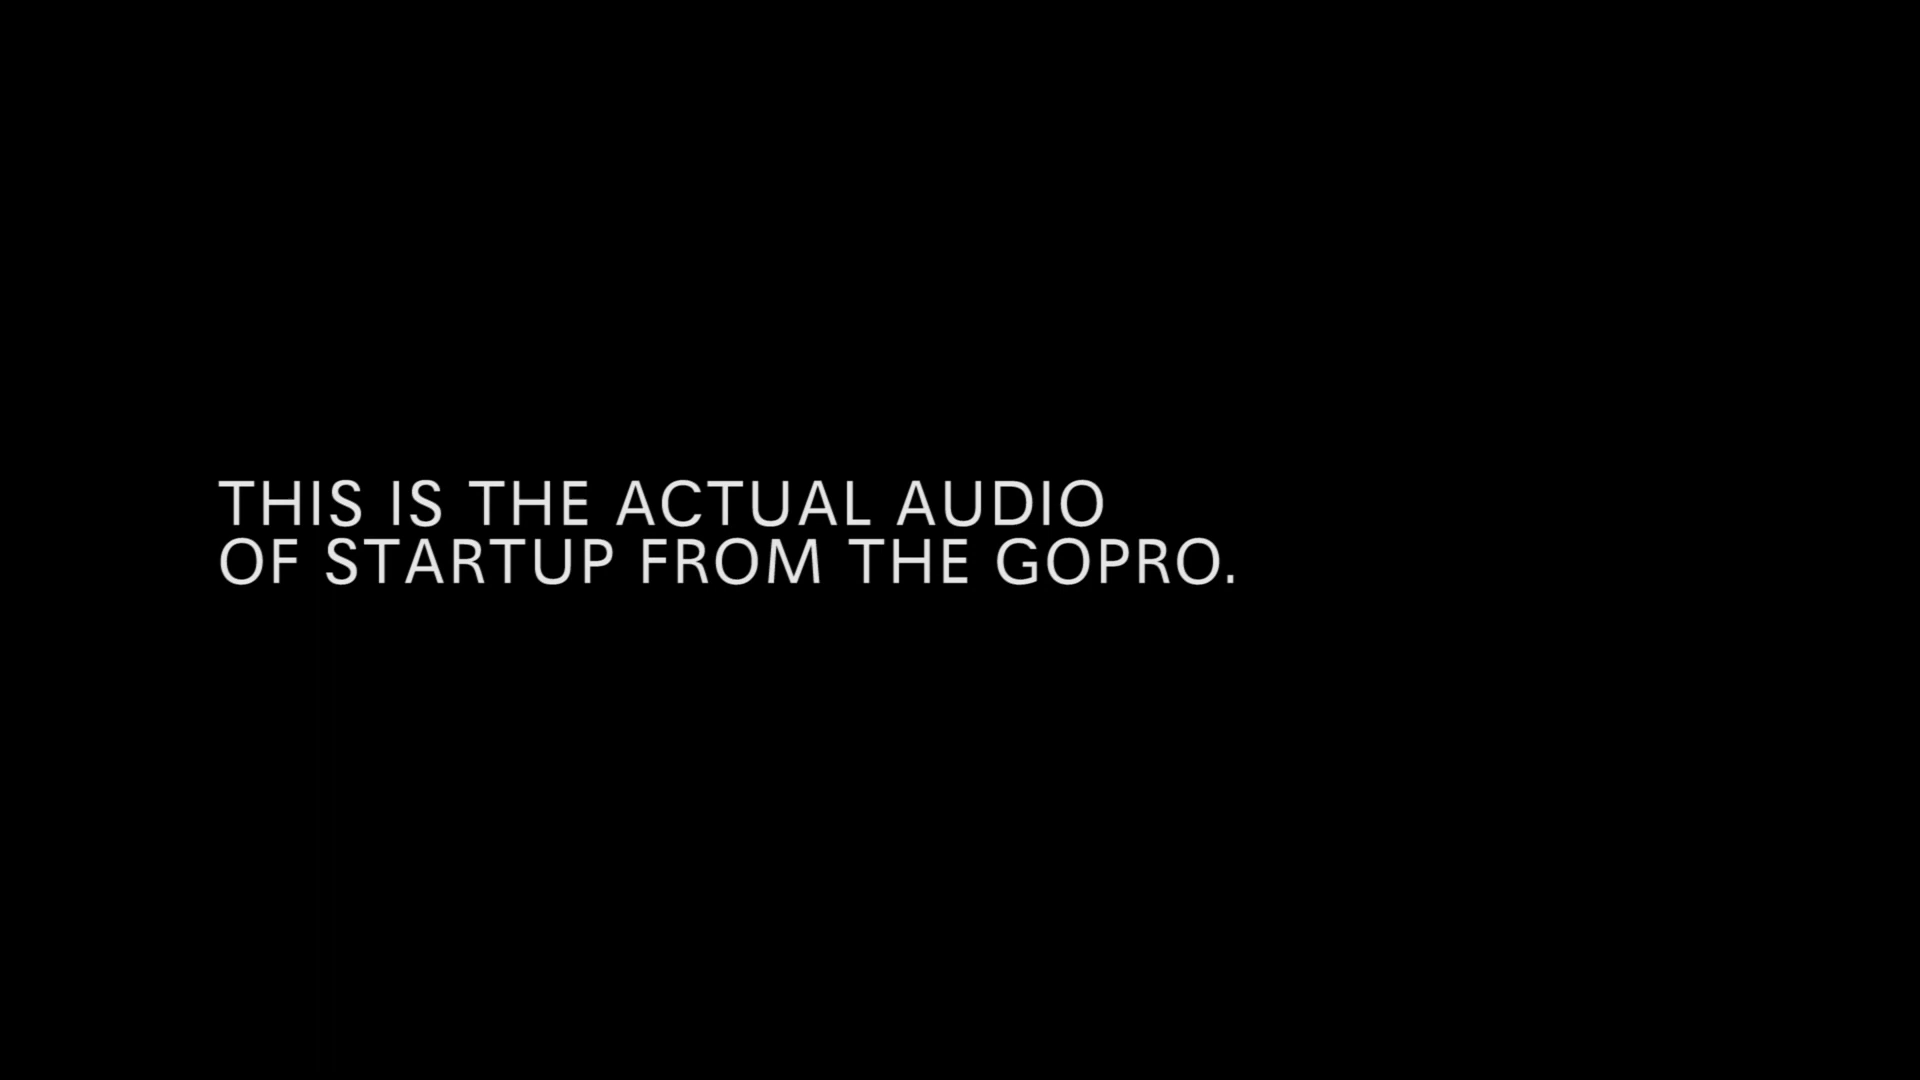 THIS IS THE ACTUAL AUDIO
OF STARTUP FROM THE GOPRO.